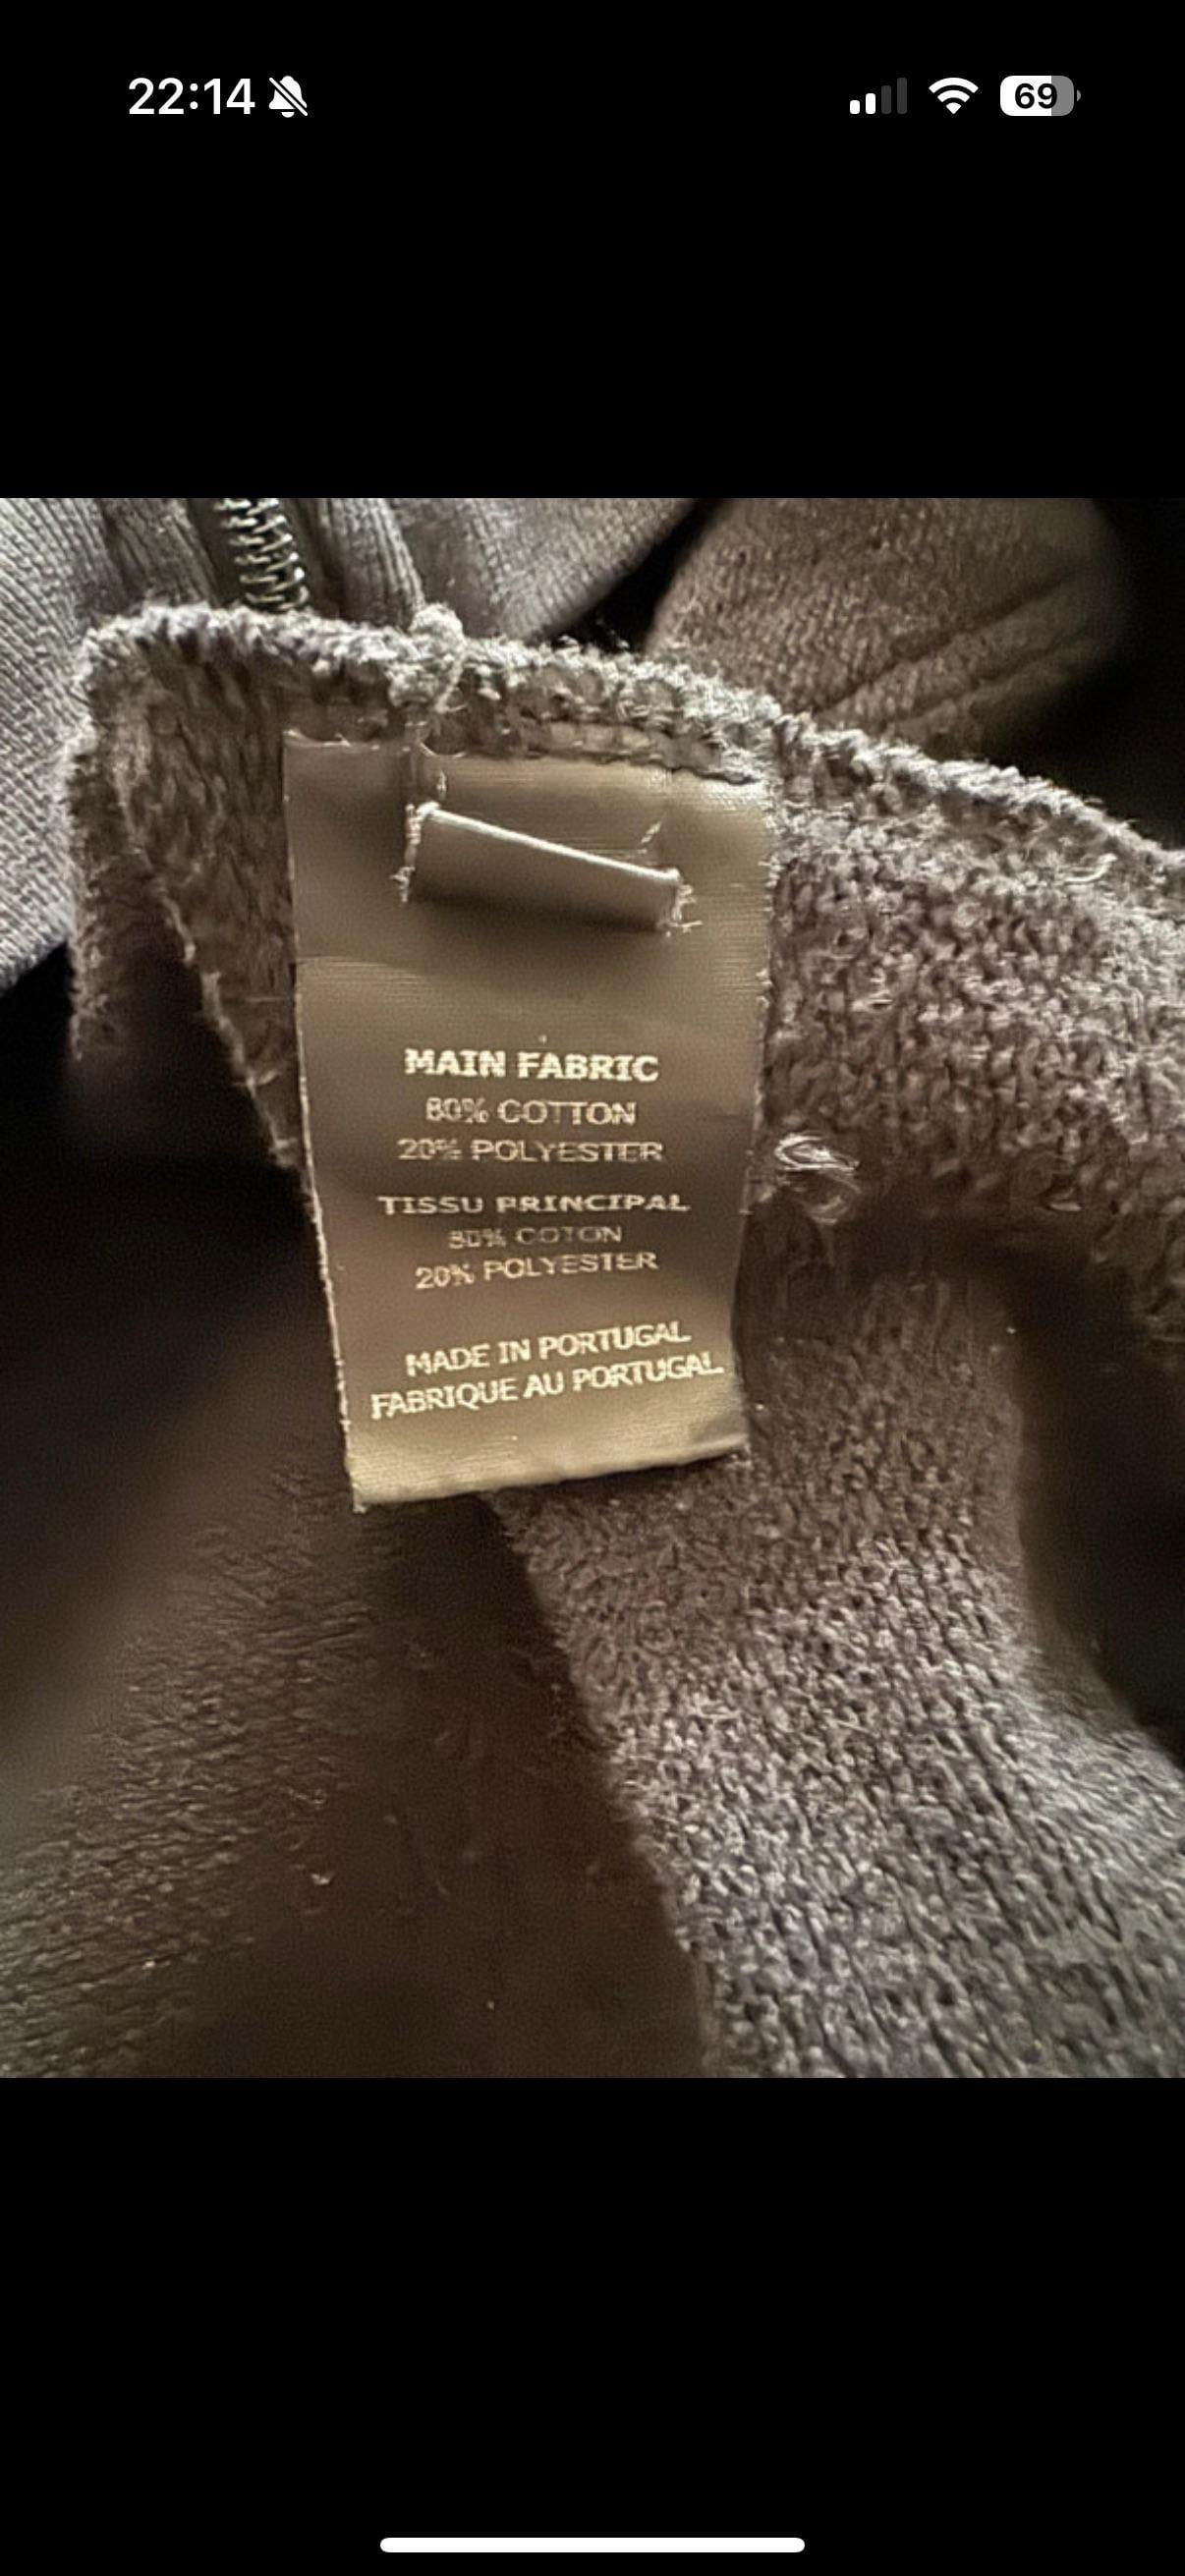 22:14
69
MAIN FABRIC
80% COTTON
20% POLYESTER
TISSU PRINCIPAL
80% COTON
20% POLYESTER
MADE IN PORTUGAL
FABRIQUE AU PORTUGAL